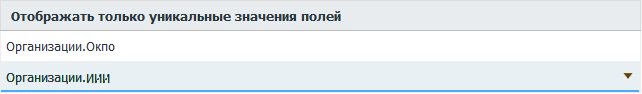 Отображать только уникальные значения полей
Организации.Окпо
Организации.ИНН